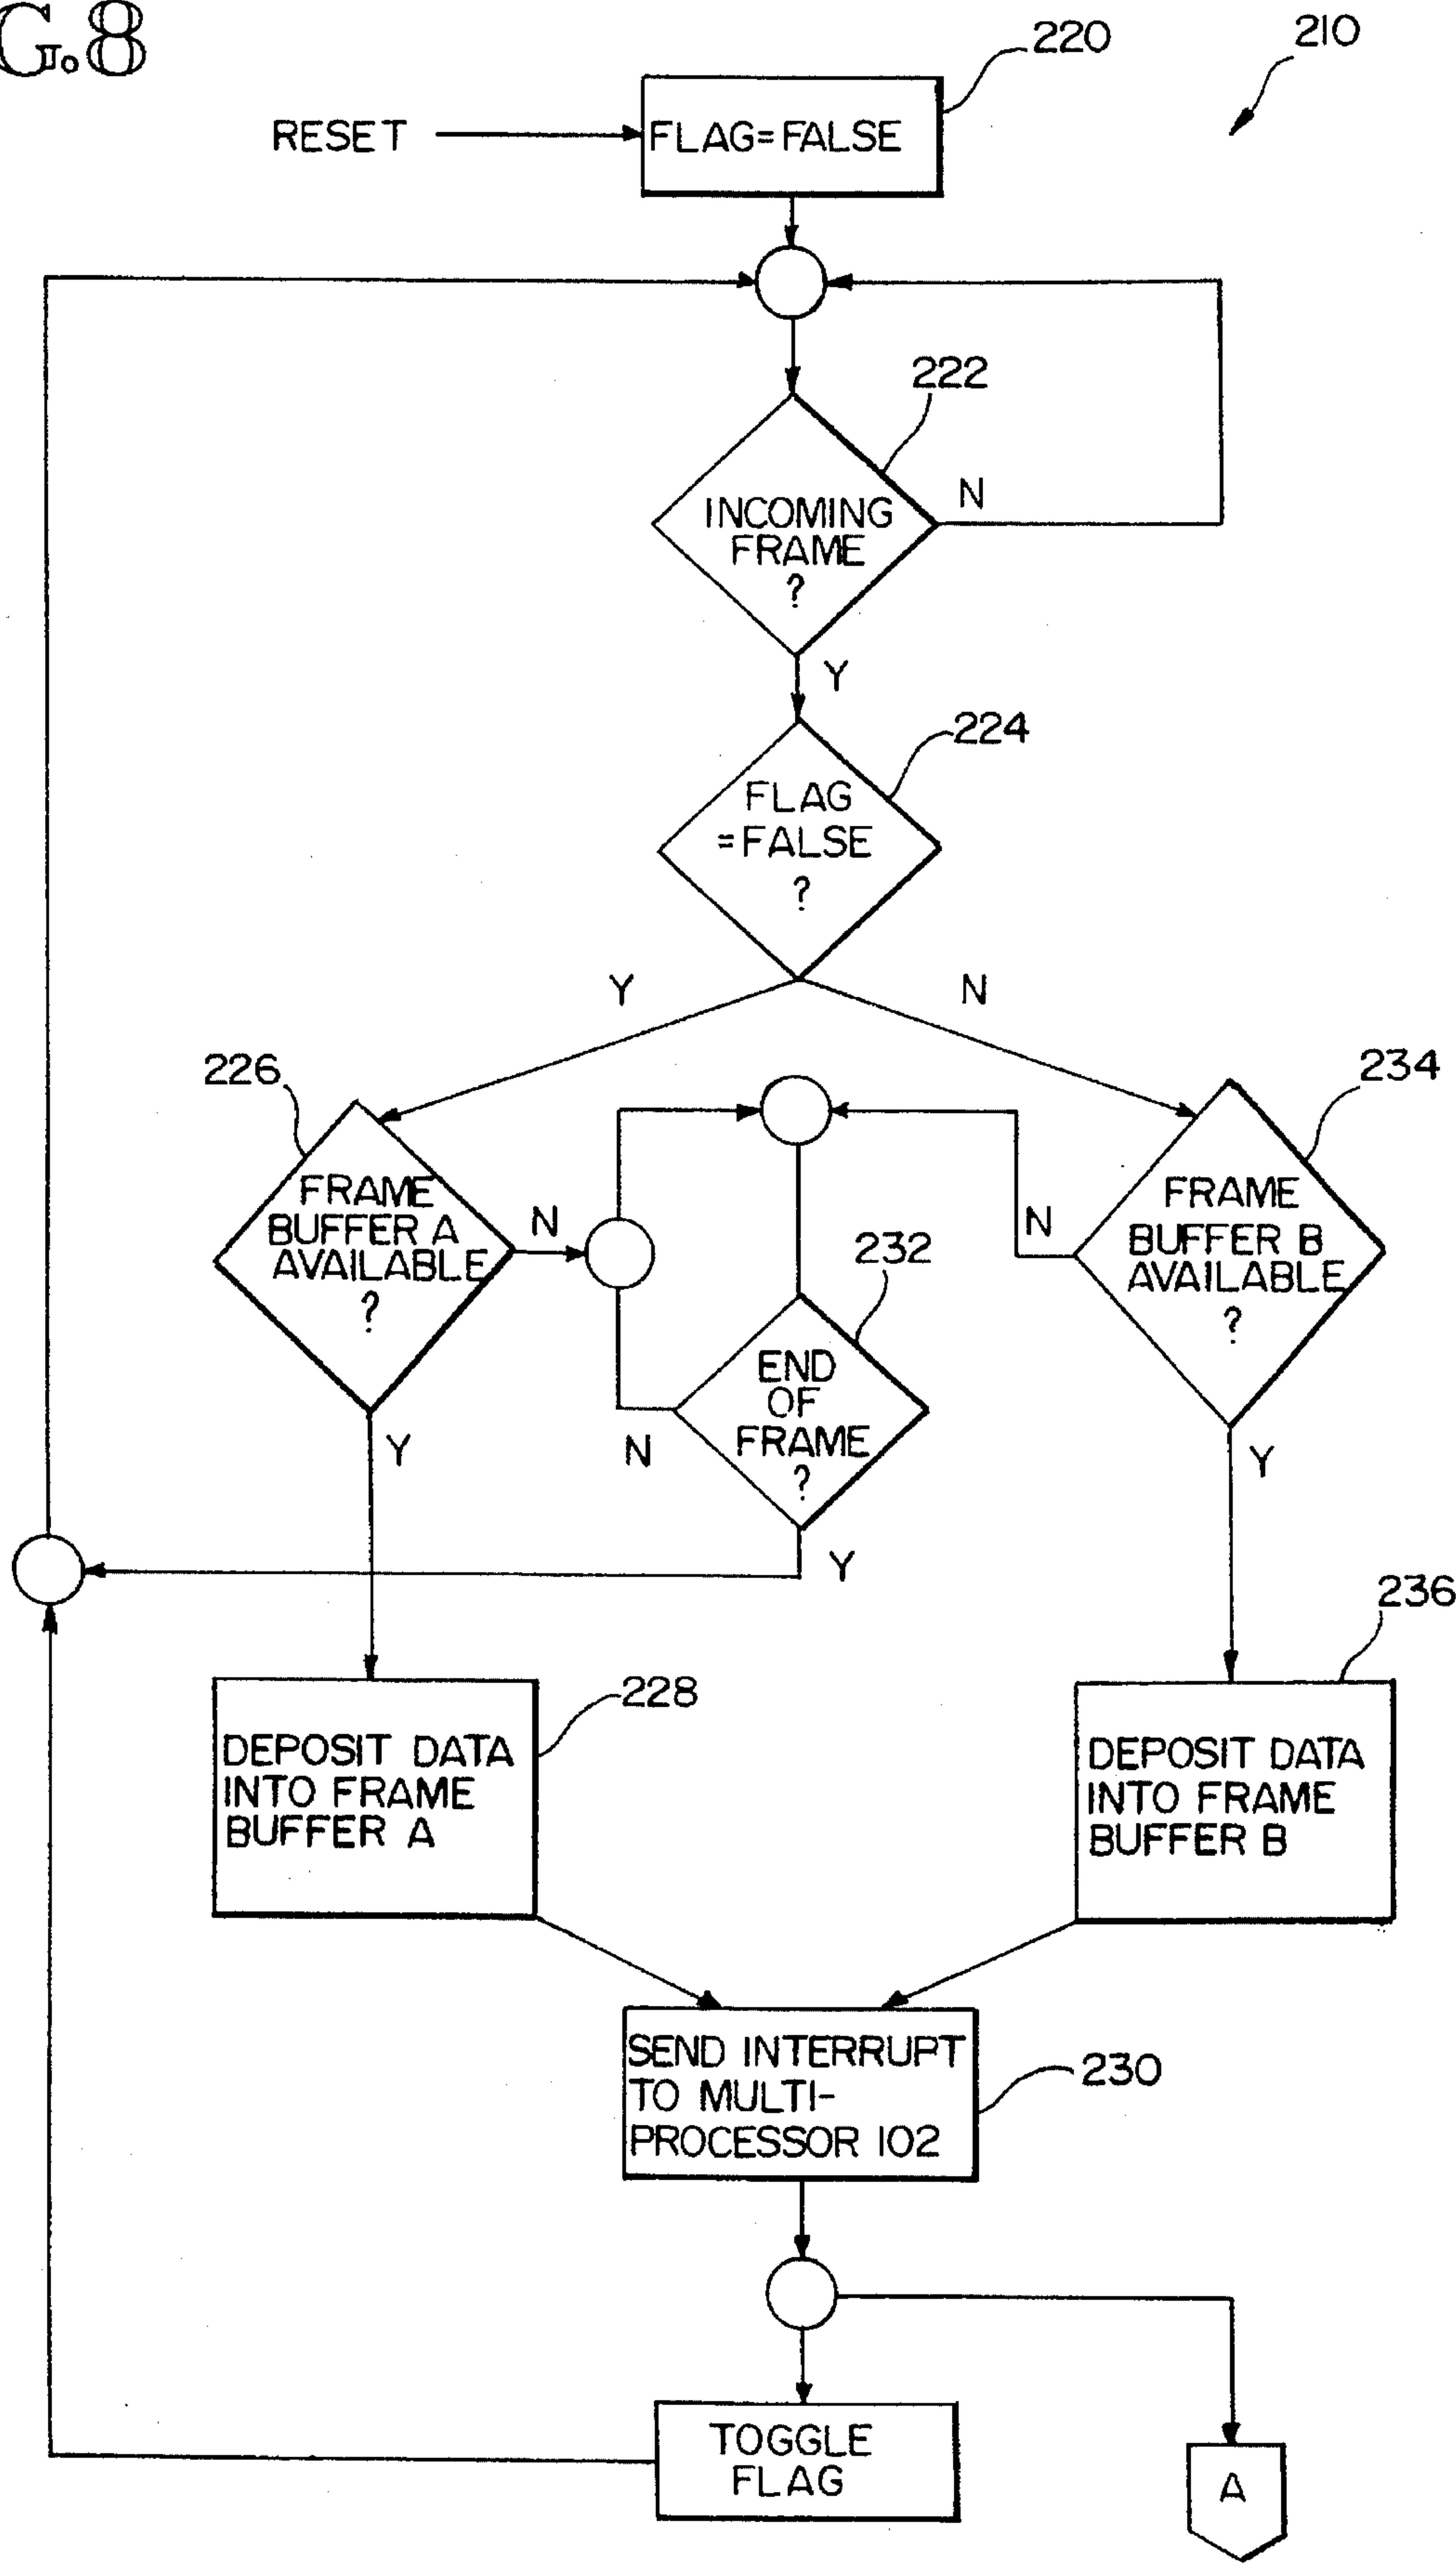 G.8
220
210
RESET
FLAG=FALSE
222
N
INCOMING
FRAME
?
Y
224
FLAG
=FALSE
?
Y
N
226
234
FRAME
BUFFER A
AVAILABLE
?
N
232
N
FRAME
BUFFER B
AVAILABLE
?
END
OF
FRAME
?
Y
N
Y
Y
236
228
DEPOSIT DATA
INTO FRAME
BUFFER A
DEPOSIT DATA
INTO FRAME
BUFFER B
SEND INTERRUPT
TO MULTI-
PROCESSOR 102
230
TOGGLE
FLAG
A